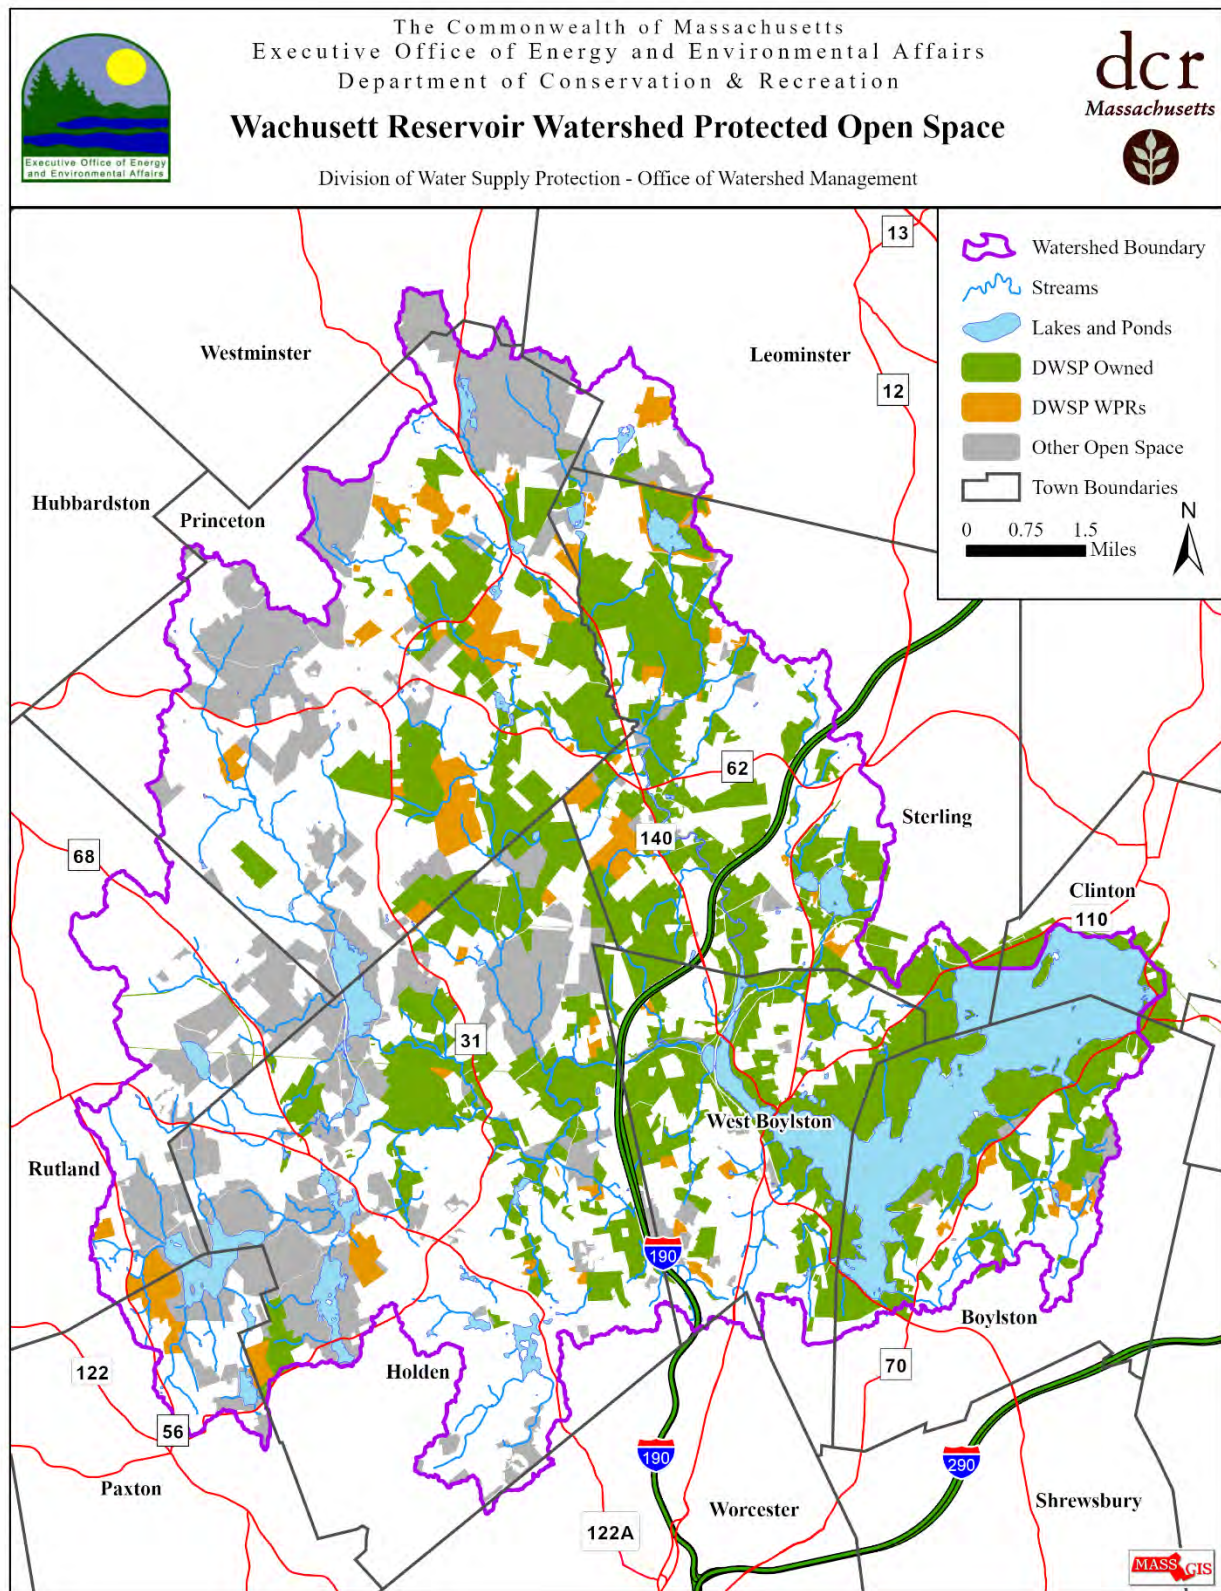 The Commonwealth of Massachusetts
Executive Office of Energy and Environmental Affairs
Department of Conservation & Recreation
Wachusett Reservoir Watershed Protected Open Space
Division of Water Supply Protection - Office of Watershed Management
Executive Office of Energy
and Environmental Affairs
dcr
Massachusetts
Watershed Boundary
Streams
Lakes and Ponds
DWSP Owned
DWSP WPRs
Other Open Space
Town Boundaries
N
0 0.75 1.5
Miles
13
Westminster
Leominster
12
Hubbardston
Princeton
62
Sterling
140
68
Clinton
110
31
West Boylston
Rutland
190
Boylston
70
122
Holden
56
190
290
Paxton
Worcester
Shrewsbury
122A
MASS GIS